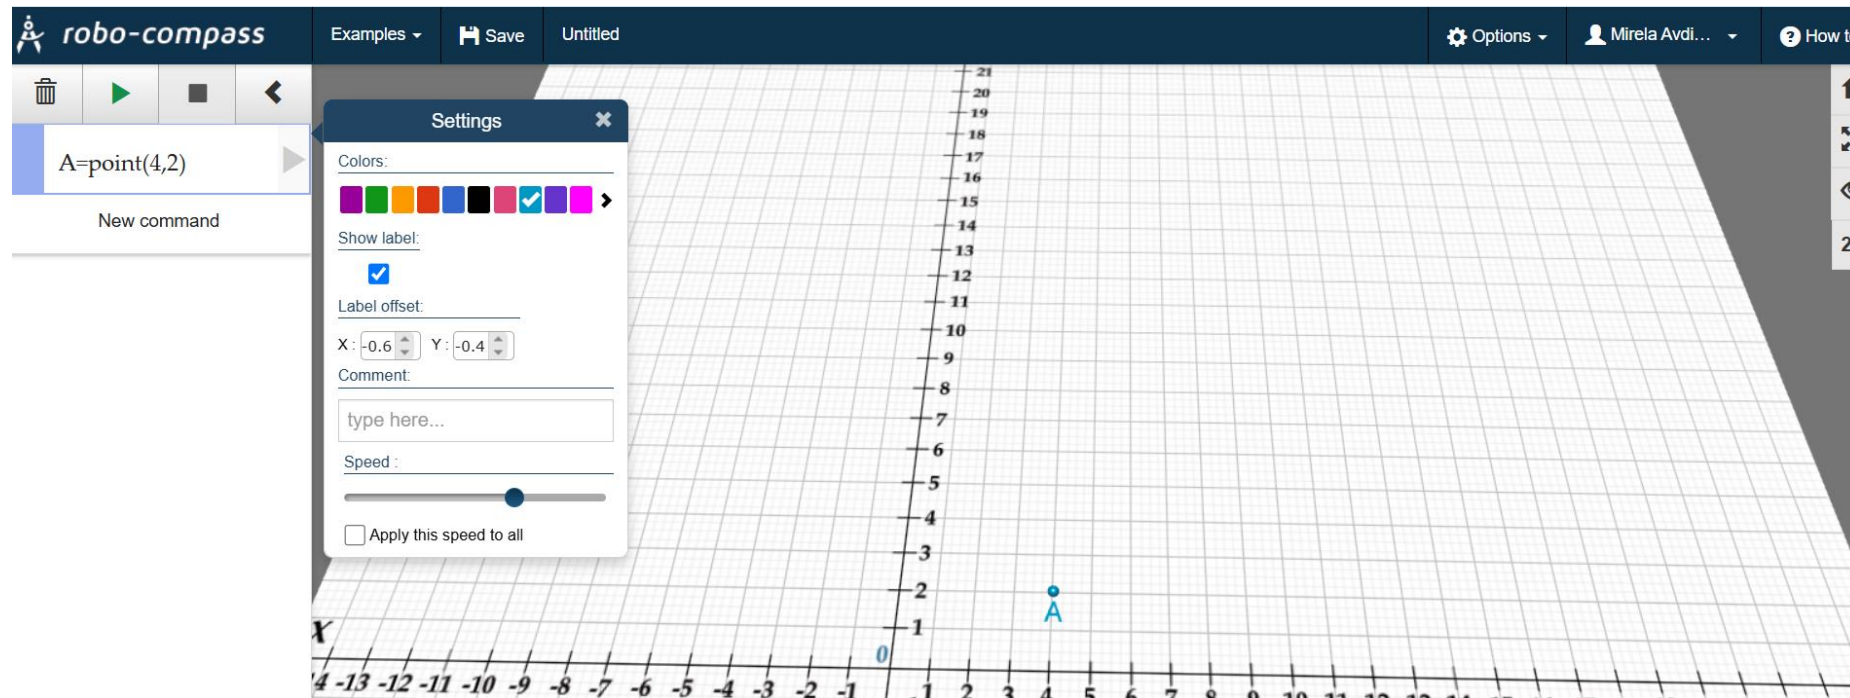 robo-compass Examples Save Untitled Options Mirela Avdi... How
A=point(4,2)
New command
Settings
Colors:
Show label:
Label offset:
X : -0.6 Y : -0.4
Comment:
type here...
Speed :
Apply this speed to all
21
20
19
18
17
16
15
14
13
12
11
10
9
8
7
6
5
4
3
2
A
1
X
0
-13 -12 -11 -10 -9 -8 -7 -6 -5 -4 -3 -2 -1 1 2 3 4 5 6 7 8 9 10 11